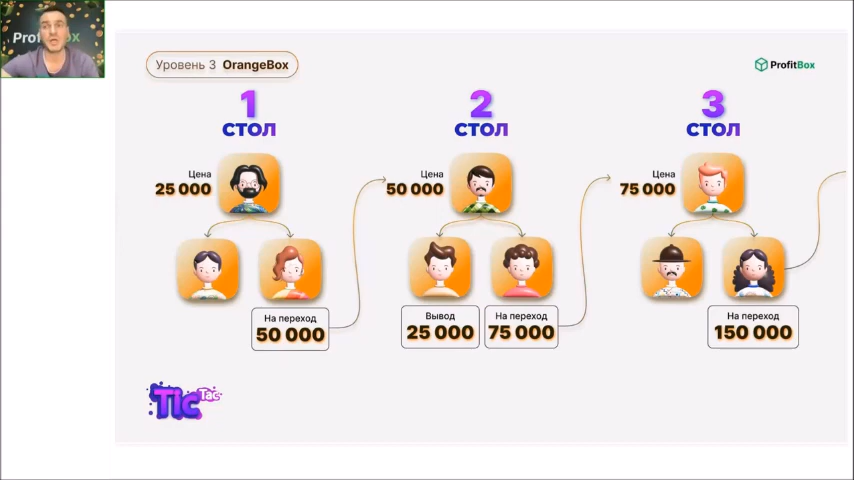 ProfitBox
Уровень 3 OrangeBox
ProfitBox
1
стол
Цена
25 000
На переход
50 000
2
стол
Цена
50 000
Вывод
25 000
На переход
75 000
3
стол
Цена
75 000
На переход
150 000
Tic
Tac